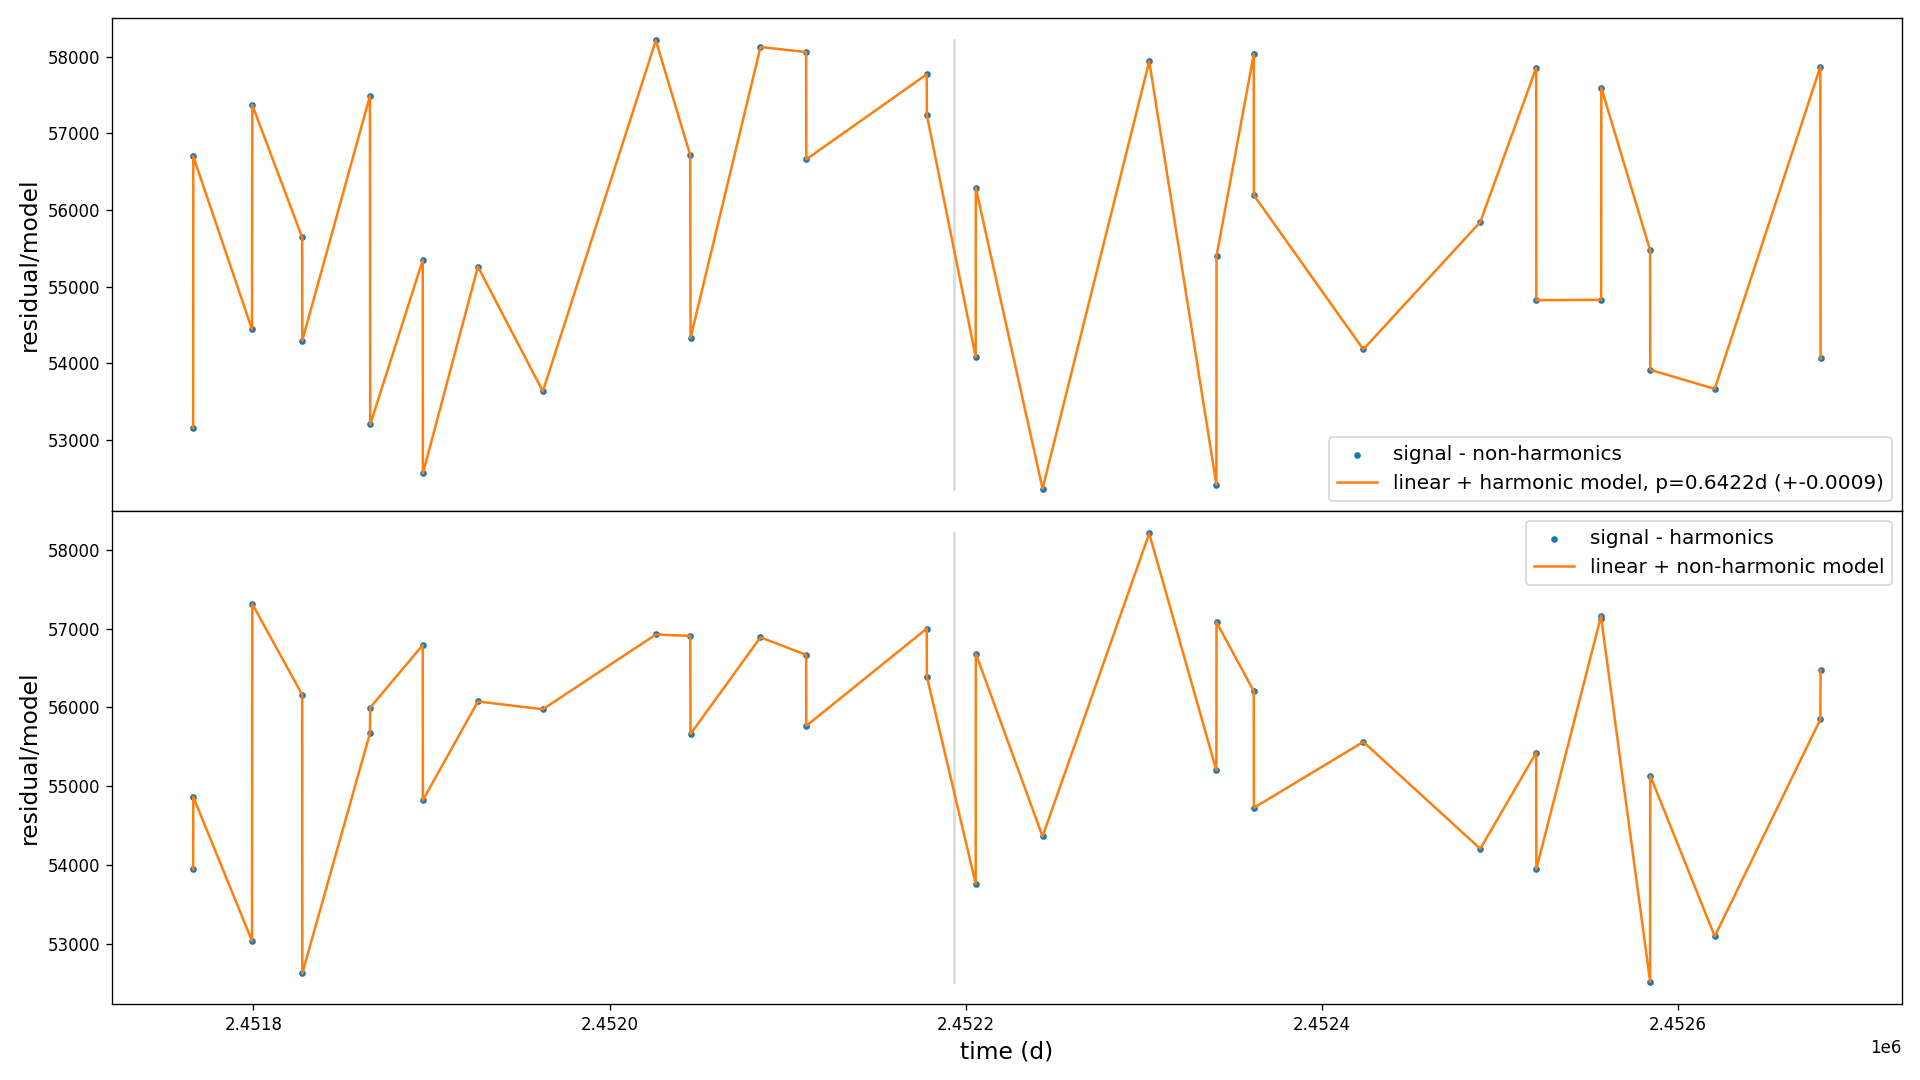 58000
57000
56000
55000
54000
53000
residual/model
signal - non-harmonics
linear + harmonic model, p=0.6422d (+-0.0009)
58000
57000
56000
55000
54000
53000
residual/model
signal - harmonics
linear + non-harmonic model
2.4518 2.4520 2.4522 2.4524 2.4526
time (d)
1e6